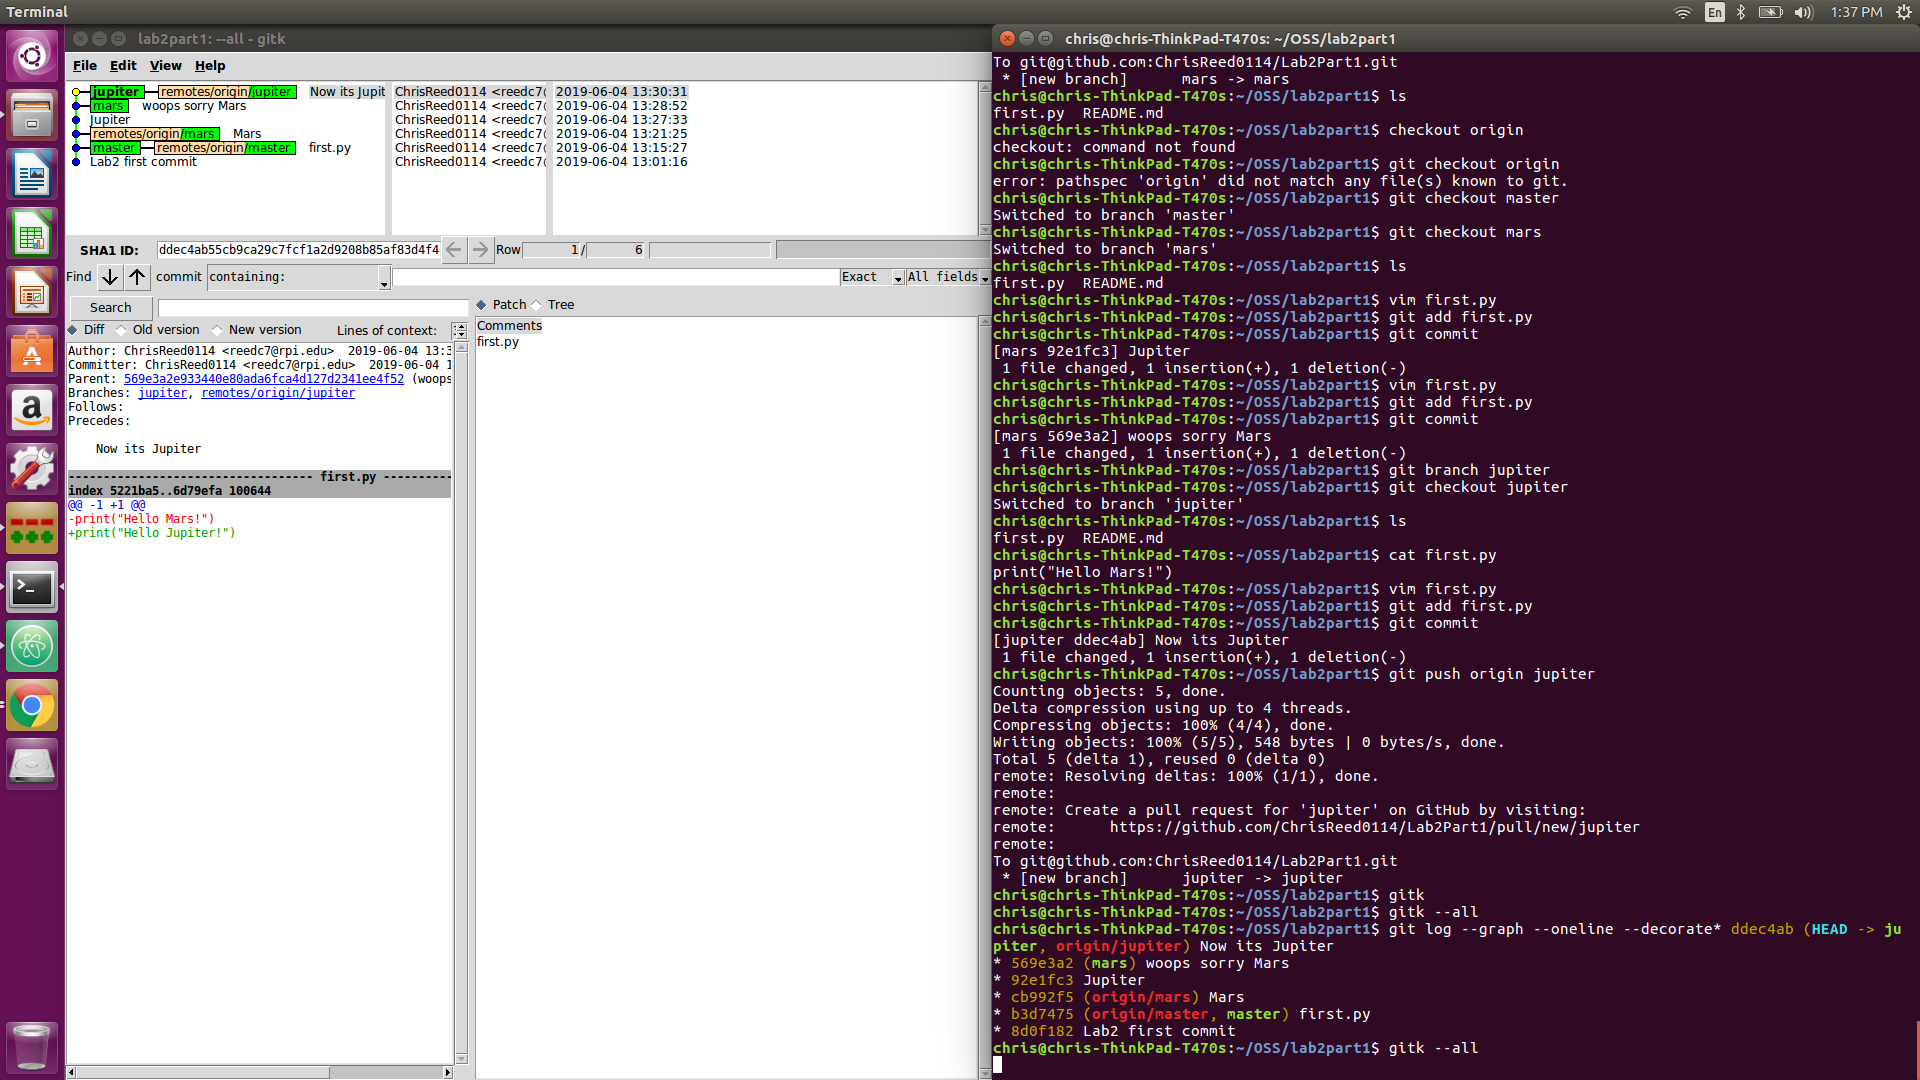 Terminal
En
1:37 PM
lab2part1: --all - gitk
File Edit View Help
jupiter remotes/origin/jupiter Now its Jupit ChrisReed0114 <reedc7( 2019-06-04 13:30:31
mars woops sorry Mars ChrisReed0114 <reedc7( 2019-06-04 13:28:52
Jupiter ChrisReed0114 <reedc7( 2019-06-04 13:27:33
remotes/origin/mars Mars ChrisReed0114 <reedc7( 2019-06-04 13:21:25
master remotes/origin/master first.py ChrisReed0114 <reedc7( 2019-06-04 13:15:27
Lab2 first commit ChrisReed0114 <reedc7( 2019-06-04 13:01:16
SHA1 ID: ddec4ab55cb9ca29c7fcf1a2d9208b85af83d4f4 Row 1 / 6
Find commit containing: Exact All fields
Search
Patch Tree
Diff Old version New version Lines of context:
Comments
first.py
Author: ChrisReed0114 <reedc7@rpi.edu> 2019-06-04 13:3
Committer: ChrisReed0114 <reedc7@rpi.edu> 2019-06-04 1
Parent: 569e3a2e933440e80ada6fca4d127d2341ee4f52 (woops
Branches: jupiter, remotes/origin/jupiter
Follows:
Precedes:
Now its Jupiter
---------------------------------- first.py ----------
index 5221ba5..6d79efa 100644
@@ -1 +1 @@
-print("Hello Mars!")
+print("Hello Jupiter!")
chris@chris-ThinkPad-T470s: ~/OSS/lab2part1
To git@github.com:ChrisReed0114/Lab2Part1.git
 * [new branch]      mars -> mars
chris@chris-ThinkPad-T470s:~/OSS/lab2part1$ ls
first.py  README.md
chris@chris-ThinkPad-T470s:~/OSS/lab2part1$ checkout origin
checkout: command not found
chris@chris-ThinkPad-T470s:~/OSS/lab2part1$ git checkout origin
error: pathspec 'origin' did not match any file(s) known to git.
chris@chris-ThinkPad-T470s:~/OSS/lab2part1$ git checkout master
Switched to branch 'master'
chris@chris-ThinkPad-T470s:~/OSS/lab2part1$ git checkout mars
Switched to branch 'mars'
chris@chris-ThinkPad-T470s:~/OSS/lab2part1$ ls
first.py  README.md
chris@chris-ThinkPad-T470s:~/OSS/lab2part1$ vim first.py
chris@chris-ThinkPad-T470s:~/OSS/lab2part1$ git add first.py
chris@chris-ThinkPad-T470s:~/OSS/lab2part1$ git commit
[mars 92e1fc3] Jupiter
 1 file changed, 1 insertion(+), 1 deletion(-)
chris@chris-ThinkPad-T470s:~/OSS/lab2part1$ vim first.py
chris@chris-ThinkPad-T470s:~/OSS/lab2part1$ git add first.py
chris@chris-ThinkPad-T470s:~/OSS/lab2part1$ git commit
[mars 569e3a2] woops sorry Mars
 1 file changed, 1 insertion(+), 1 deletion(-)
chris@chris-ThinkPad-T470s:~/OSS/lab2part1$ git branch jupiter
chris@chris-ThinkPad-T470s:~/OSS/lab2part1$ git checkout jupiter
Switched to branch 'jupiter'
chris@chris-ThinkPad-T470s:~/OSS/lab2part1$ ls
first.py  README.md
chris@chris-ThinkPad-T470s:~/OSS/lab2part1$ cat first.py
print("Hello Mars!")
chris@chris-ThinkPad-T470s:~/OSS/lab2part1$ vim first.py
chris@chris-ThinkPad-T470s:~/OSS/lab2part1$ git add first.py
chris@chris-ThinkPad-T470s:~/OSS/lab2part1$ git commit
[jupiter ddec4ab] Now its Jupiter
 1 file changed, 1 insertion(+), 1 deletion(-)
chris@chris-ThinkPad-T470s:~/OSS/lab2part1$ git push origin jupiter
Counting objects: 5, done.
Delta compression using up to 4 threads.
Compressing objects: 100% (4/4), done.
Writing objects: 100% (5/5), 548 bytes | 0 bytes/s, done.
Total 5 (delta 1), reused 0 (delta 0)
remote: Resolving deltas: 100% (1/1), done.
remote:
remote: Create a pull request for 'jupiter' on GitHub by visiting:
remote:      https://github.com/ChrisReed0114/Lab2Part1/pull/new/jupiter
remote:
To git@github.com:ChrisReed0114/Lab2Part1.git
 * [new branch]      jupiter -> jupiter
chris@chris-ThinkPad-T470s:~/OSS/lab2part1$ gitk
chris@chris-ThinkPad-T470s:~/OSS/lab2part1$ gitk --all
chris@chris-ThinkPad-T470s:~/OSS/lab2part1$ git log --graph --oneline --decorate* ddec4ab (HEAD -> ju
piter, origin/jupiter) Now its Jupiter
* 569e3a2 (mars) woops sorry Mars
* 92e1fc3 Jupiter
* cb992f5 (origin/mars) Mars
* b3d7475 (origin/master, master) first.py
* 8d0f182 Lab2 first commit
chris@chris-ThinkPad-T470s:~/OSS/lab2part1$ gitk --all